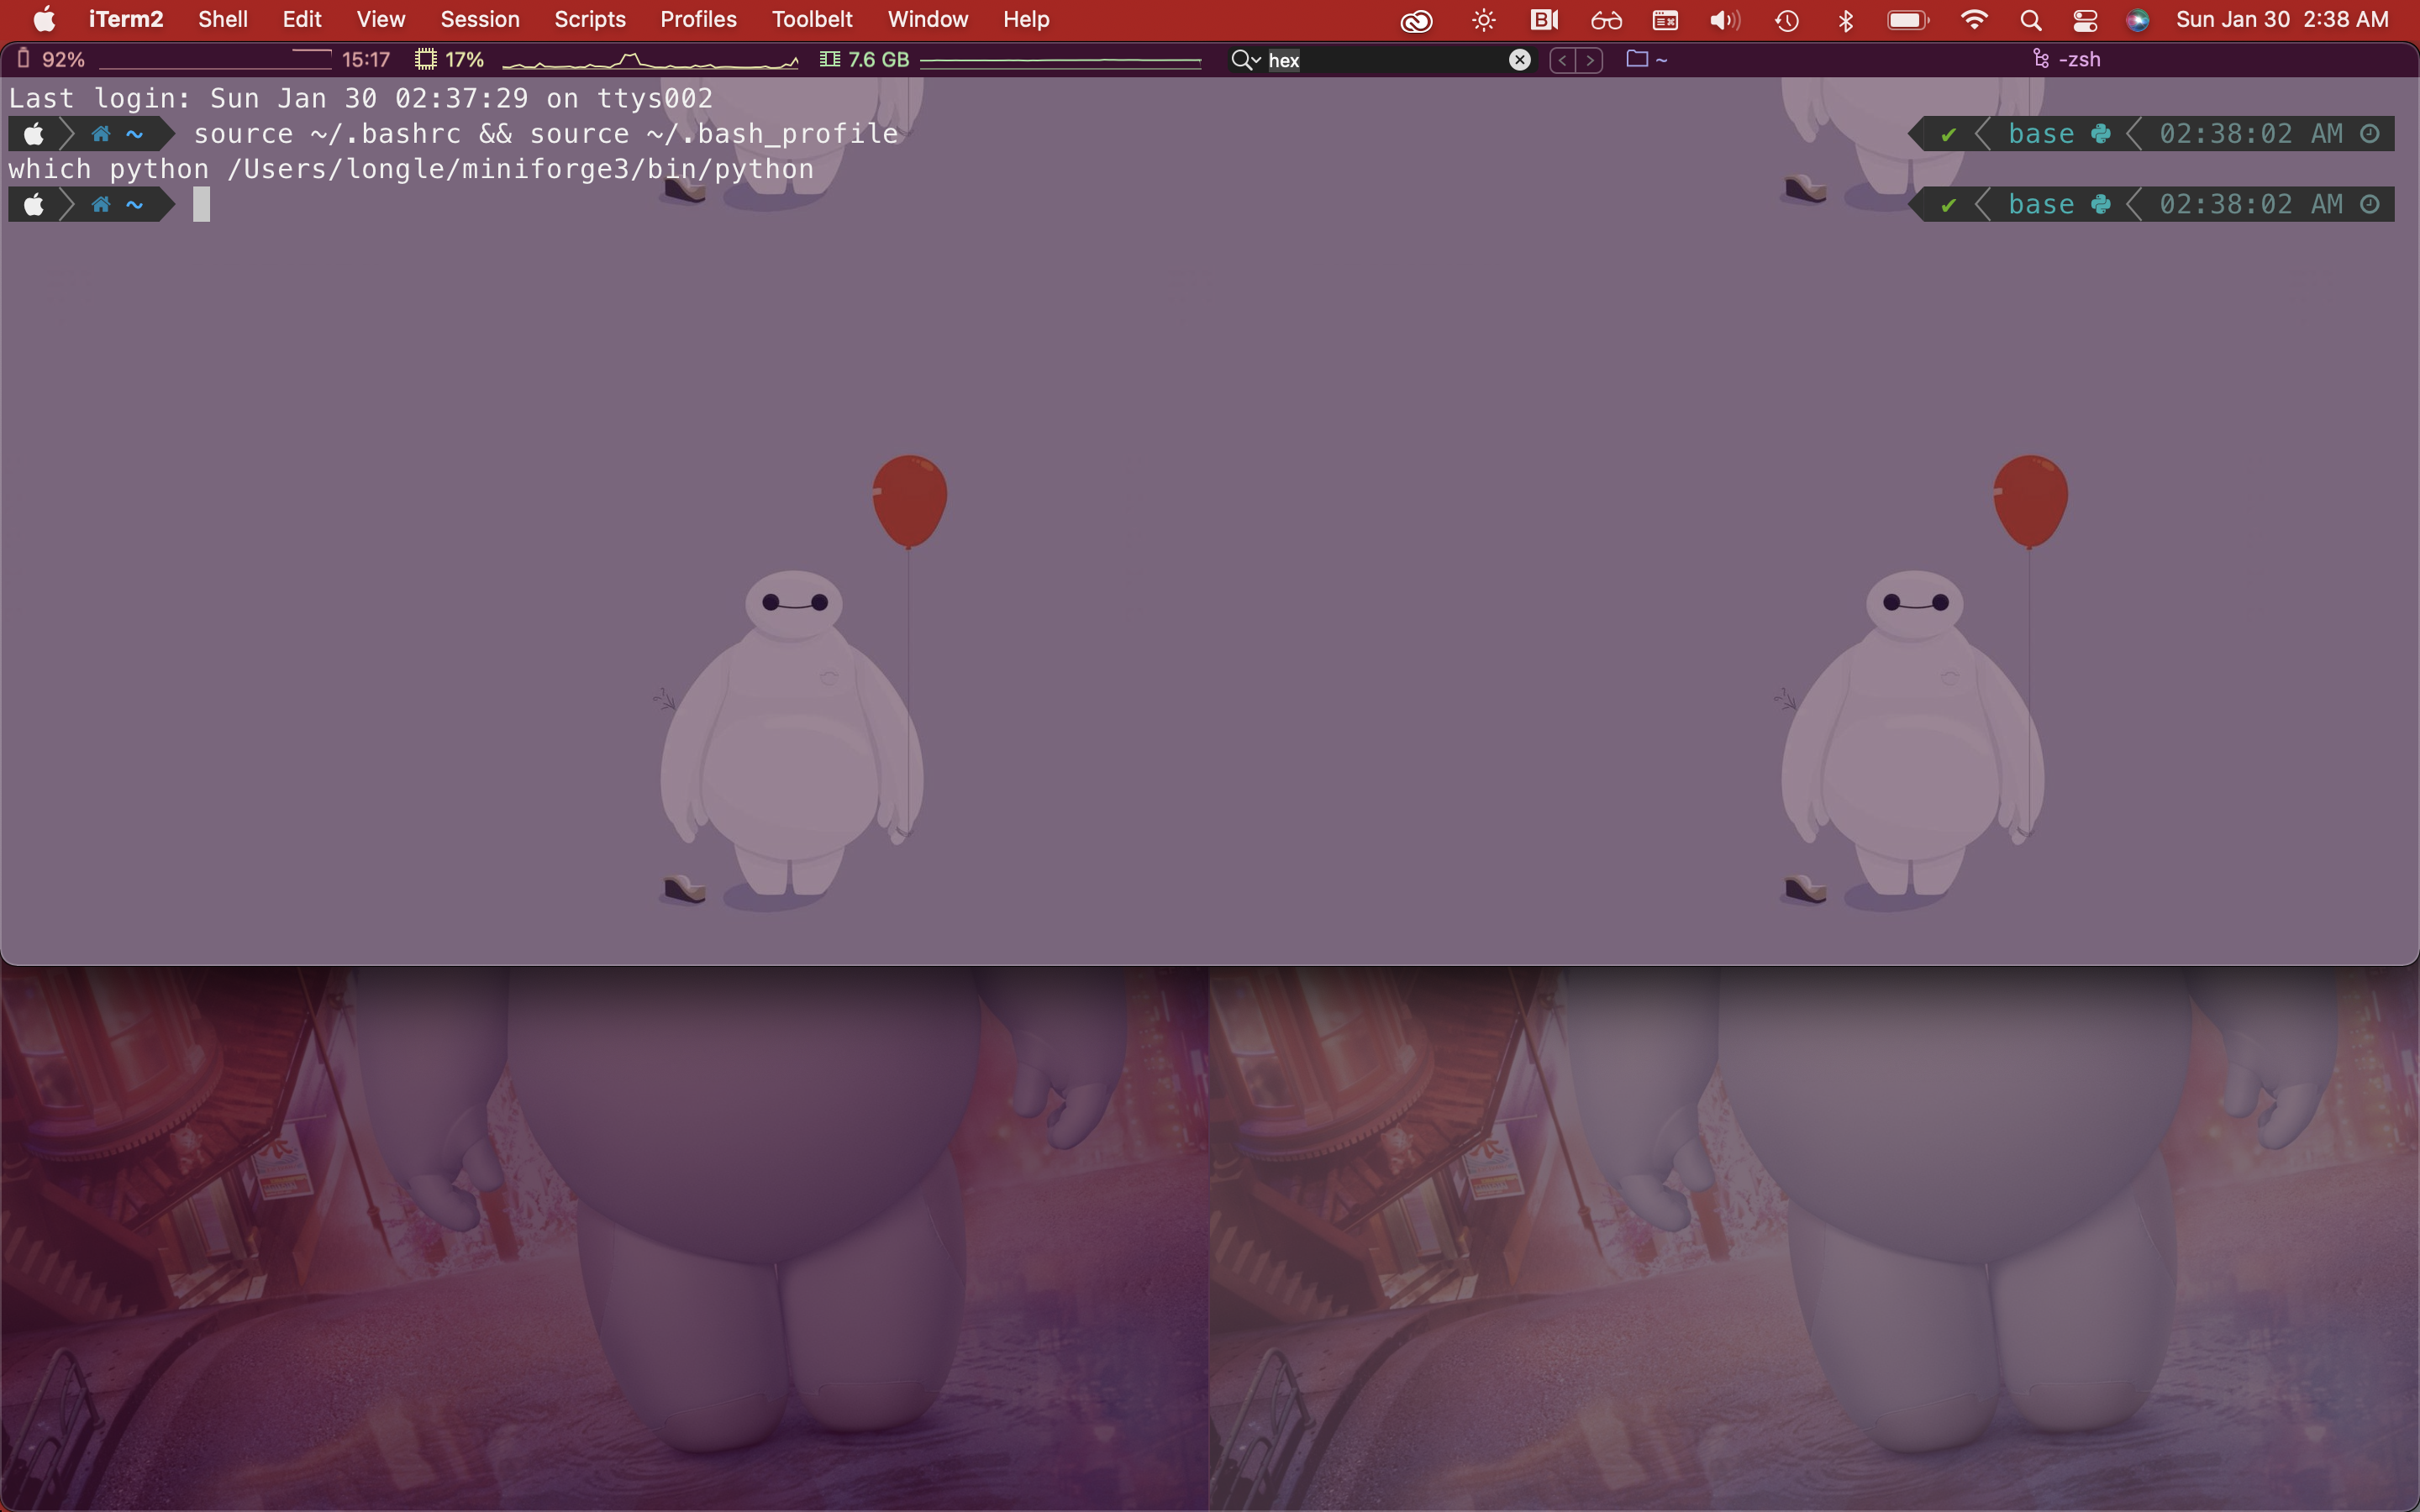 iTerm2 Shell Edit View Session Scripts Profiles Toolbelt Window Help Sun Jan 30 2:38 AM
92% 15:17 17% 7.6 GB hex ~ -zsh
Last login: Sun Jan 30 02:37:29 on ttys002
~ source ~/.bashrc && source ~/.bash_profile ✔ base 02:38:02 AM
which python /Users/longle/miniforge3/bin/python
~ ✔ base 02:38:02 AM